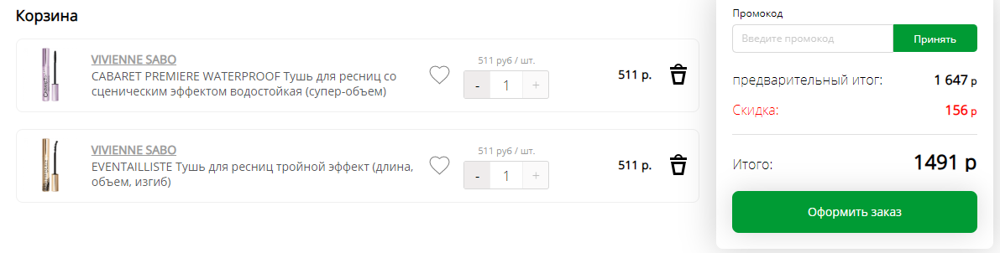 Корзина
VIVIENNE SABO
CABARET PREMIERE WATERPROOF Тушь для ресниц со
сценическим эффектом водостойкая (супер-объем)
511 руб / шт.
- 1 +
511 р.
VIVIENNE SABO
EVENTAILLISTE Тушь для ресниц тройной эффект (длина,
объем, изгиб)
511 руб / шт.
- 1 +
511 р.
Промокод
Введите промокод
Принять
предварительный итог: 1 647 р
Скидка: 156 р
Итого: 1491 р
Оформить заказ